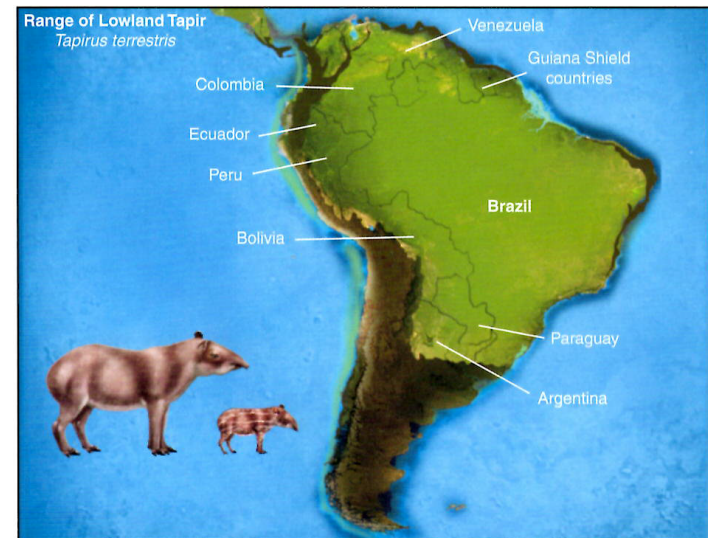 Range of Lowland Tapir
Tapirus terrestris
Venezuela
Guiana Shield
countries
Colombia
Ecuador
Peru
Brazil
Bolivia
Paraguay
Argentina